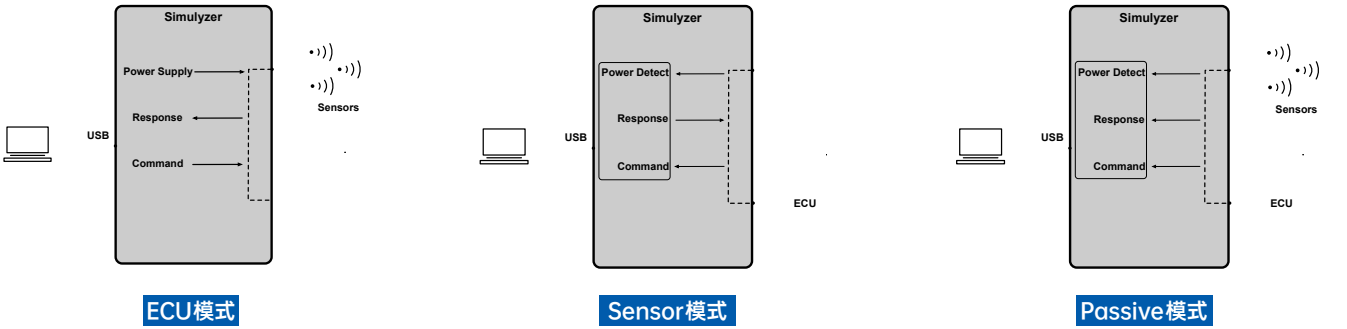 Simulyzer
Power Supply
Response
Command
USB
Sensors
ECU模式
Simulyzer
Power Detect
Response
Command
USB
ECU
Sensor模式
Simulyzer
Power Detect
Response
Command
USB
Sensors
ECU
Passive模式